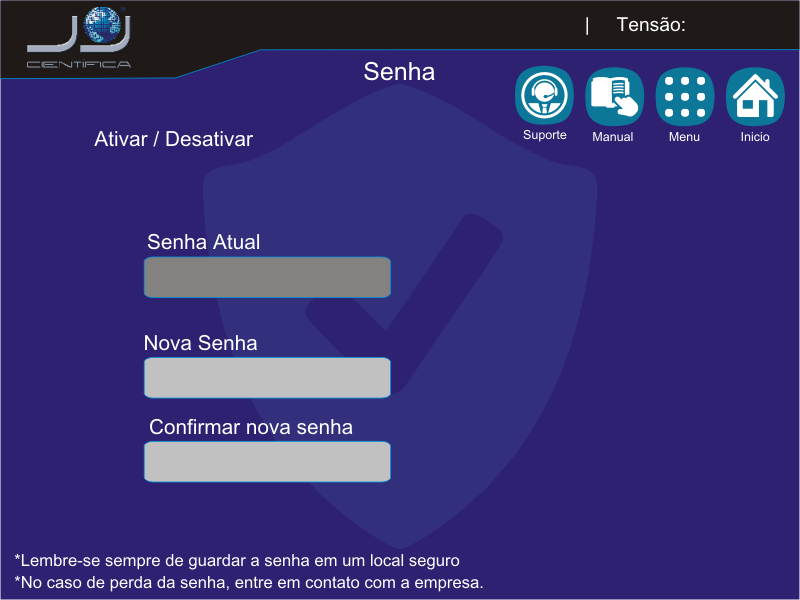 JJ
CIENTIFICA
| Tensão:
Senha
Suporte
Manual
Menu
Inicio
Ativar / Desativar
Senha Atual
Nova Senha
Confirmar nova senha
*Lembre-se sempre de guardar a senha em um local seguro
*No caso de perda da senha, entre em contato com a empresa.